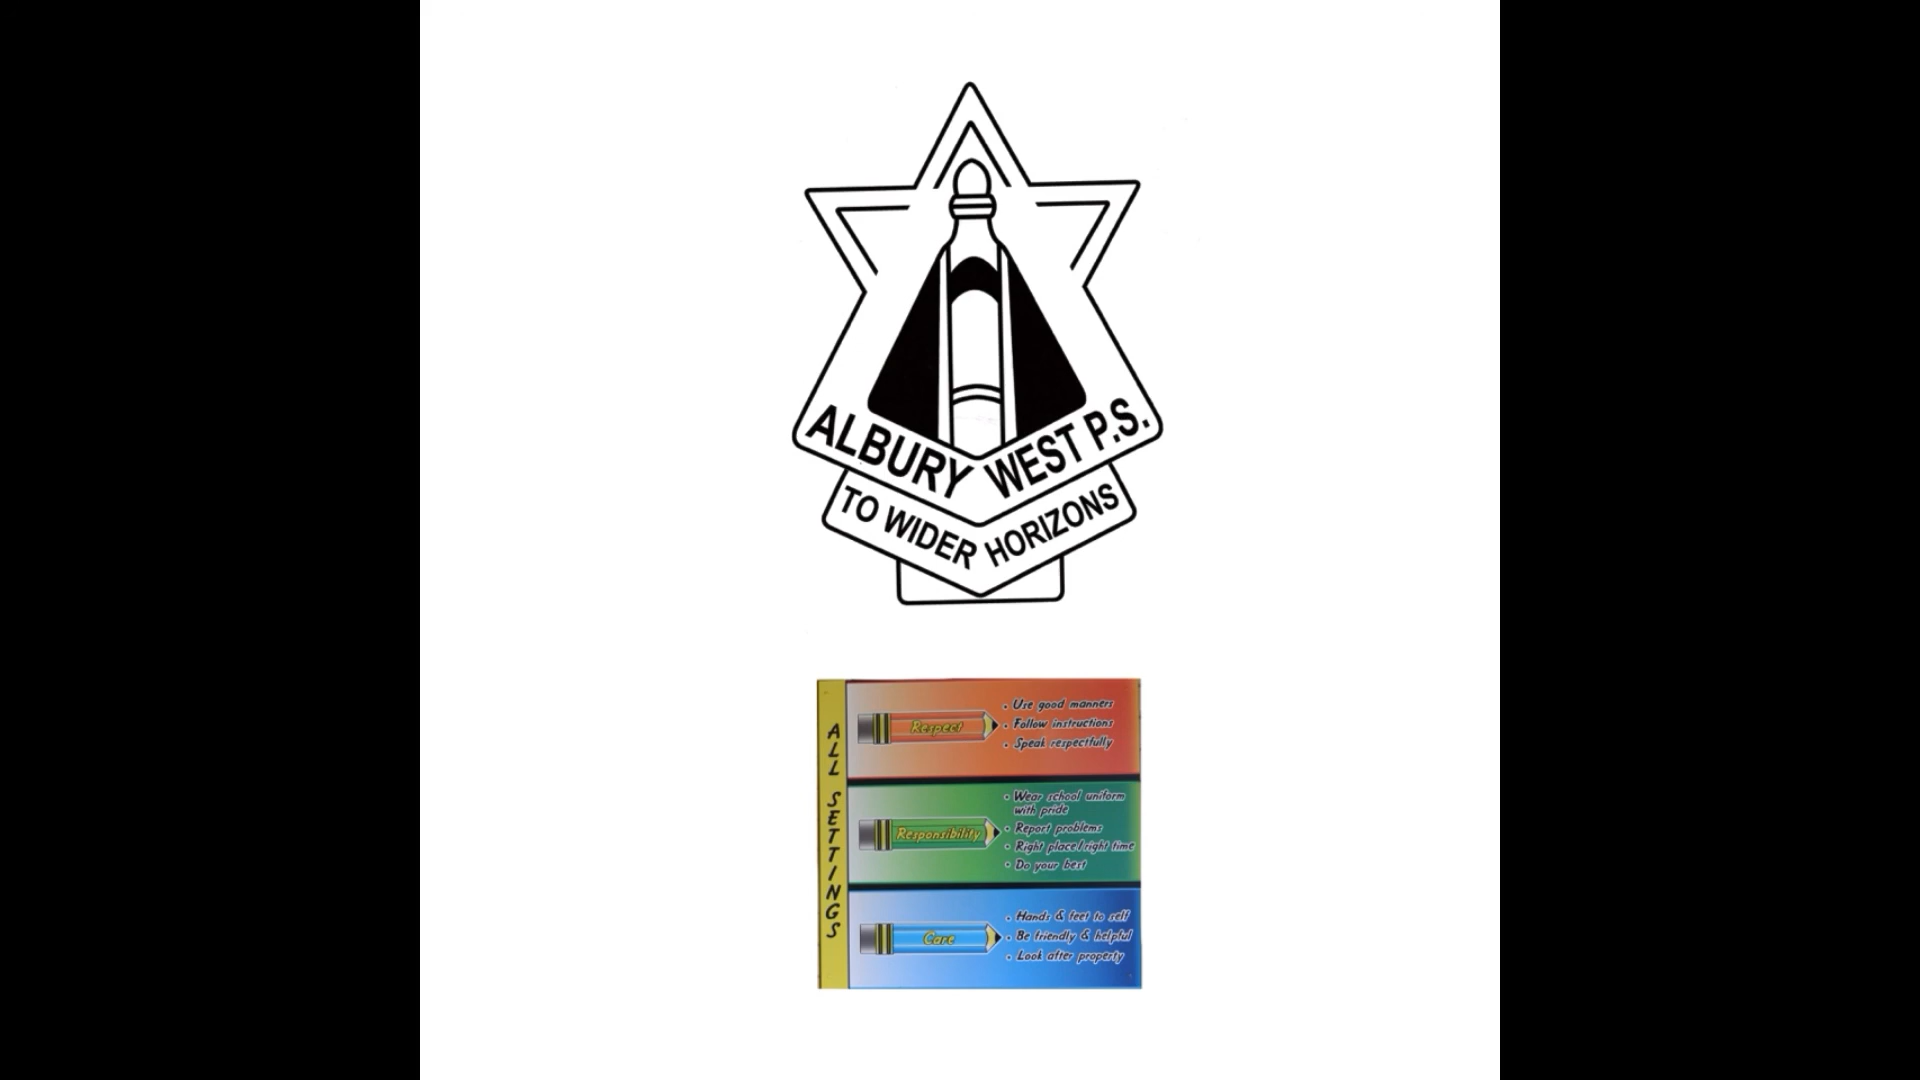 ALBURY WEST P.S.
TO WIDER HORIZONS
ALL SETTINGS
Respect
• Use good manners
• Follow instructions
• Speak respectfully
Responsibility
• Wear school uniform
with pride
• Report problems
• Right place/right time
• Do your best
Care
• Hands & feet to self
• Be friendly & helpful
• Look after property